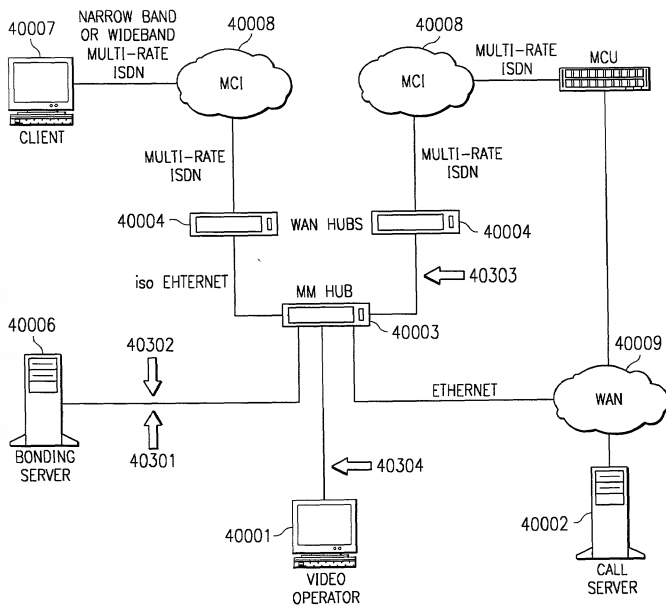 40007
NARROW BAND
OR WIDEBAND
MULTI-RATE
ISDN
CLIENT
40008
MCI
40008
MCI
MULTI-RATE
ISDN
MCU
MULTI-RATE
ISDN
MULTI-RATE
ISDN
40004
WAN HUBS
40004
iso EHTERNET
MM HUB
40003
40303
40006
BONDING
SERVER
40302
40301
ETHERNET
40009
WAN
40304
40001
VIDEO
OPERATOR
40002
CALL
SERVER